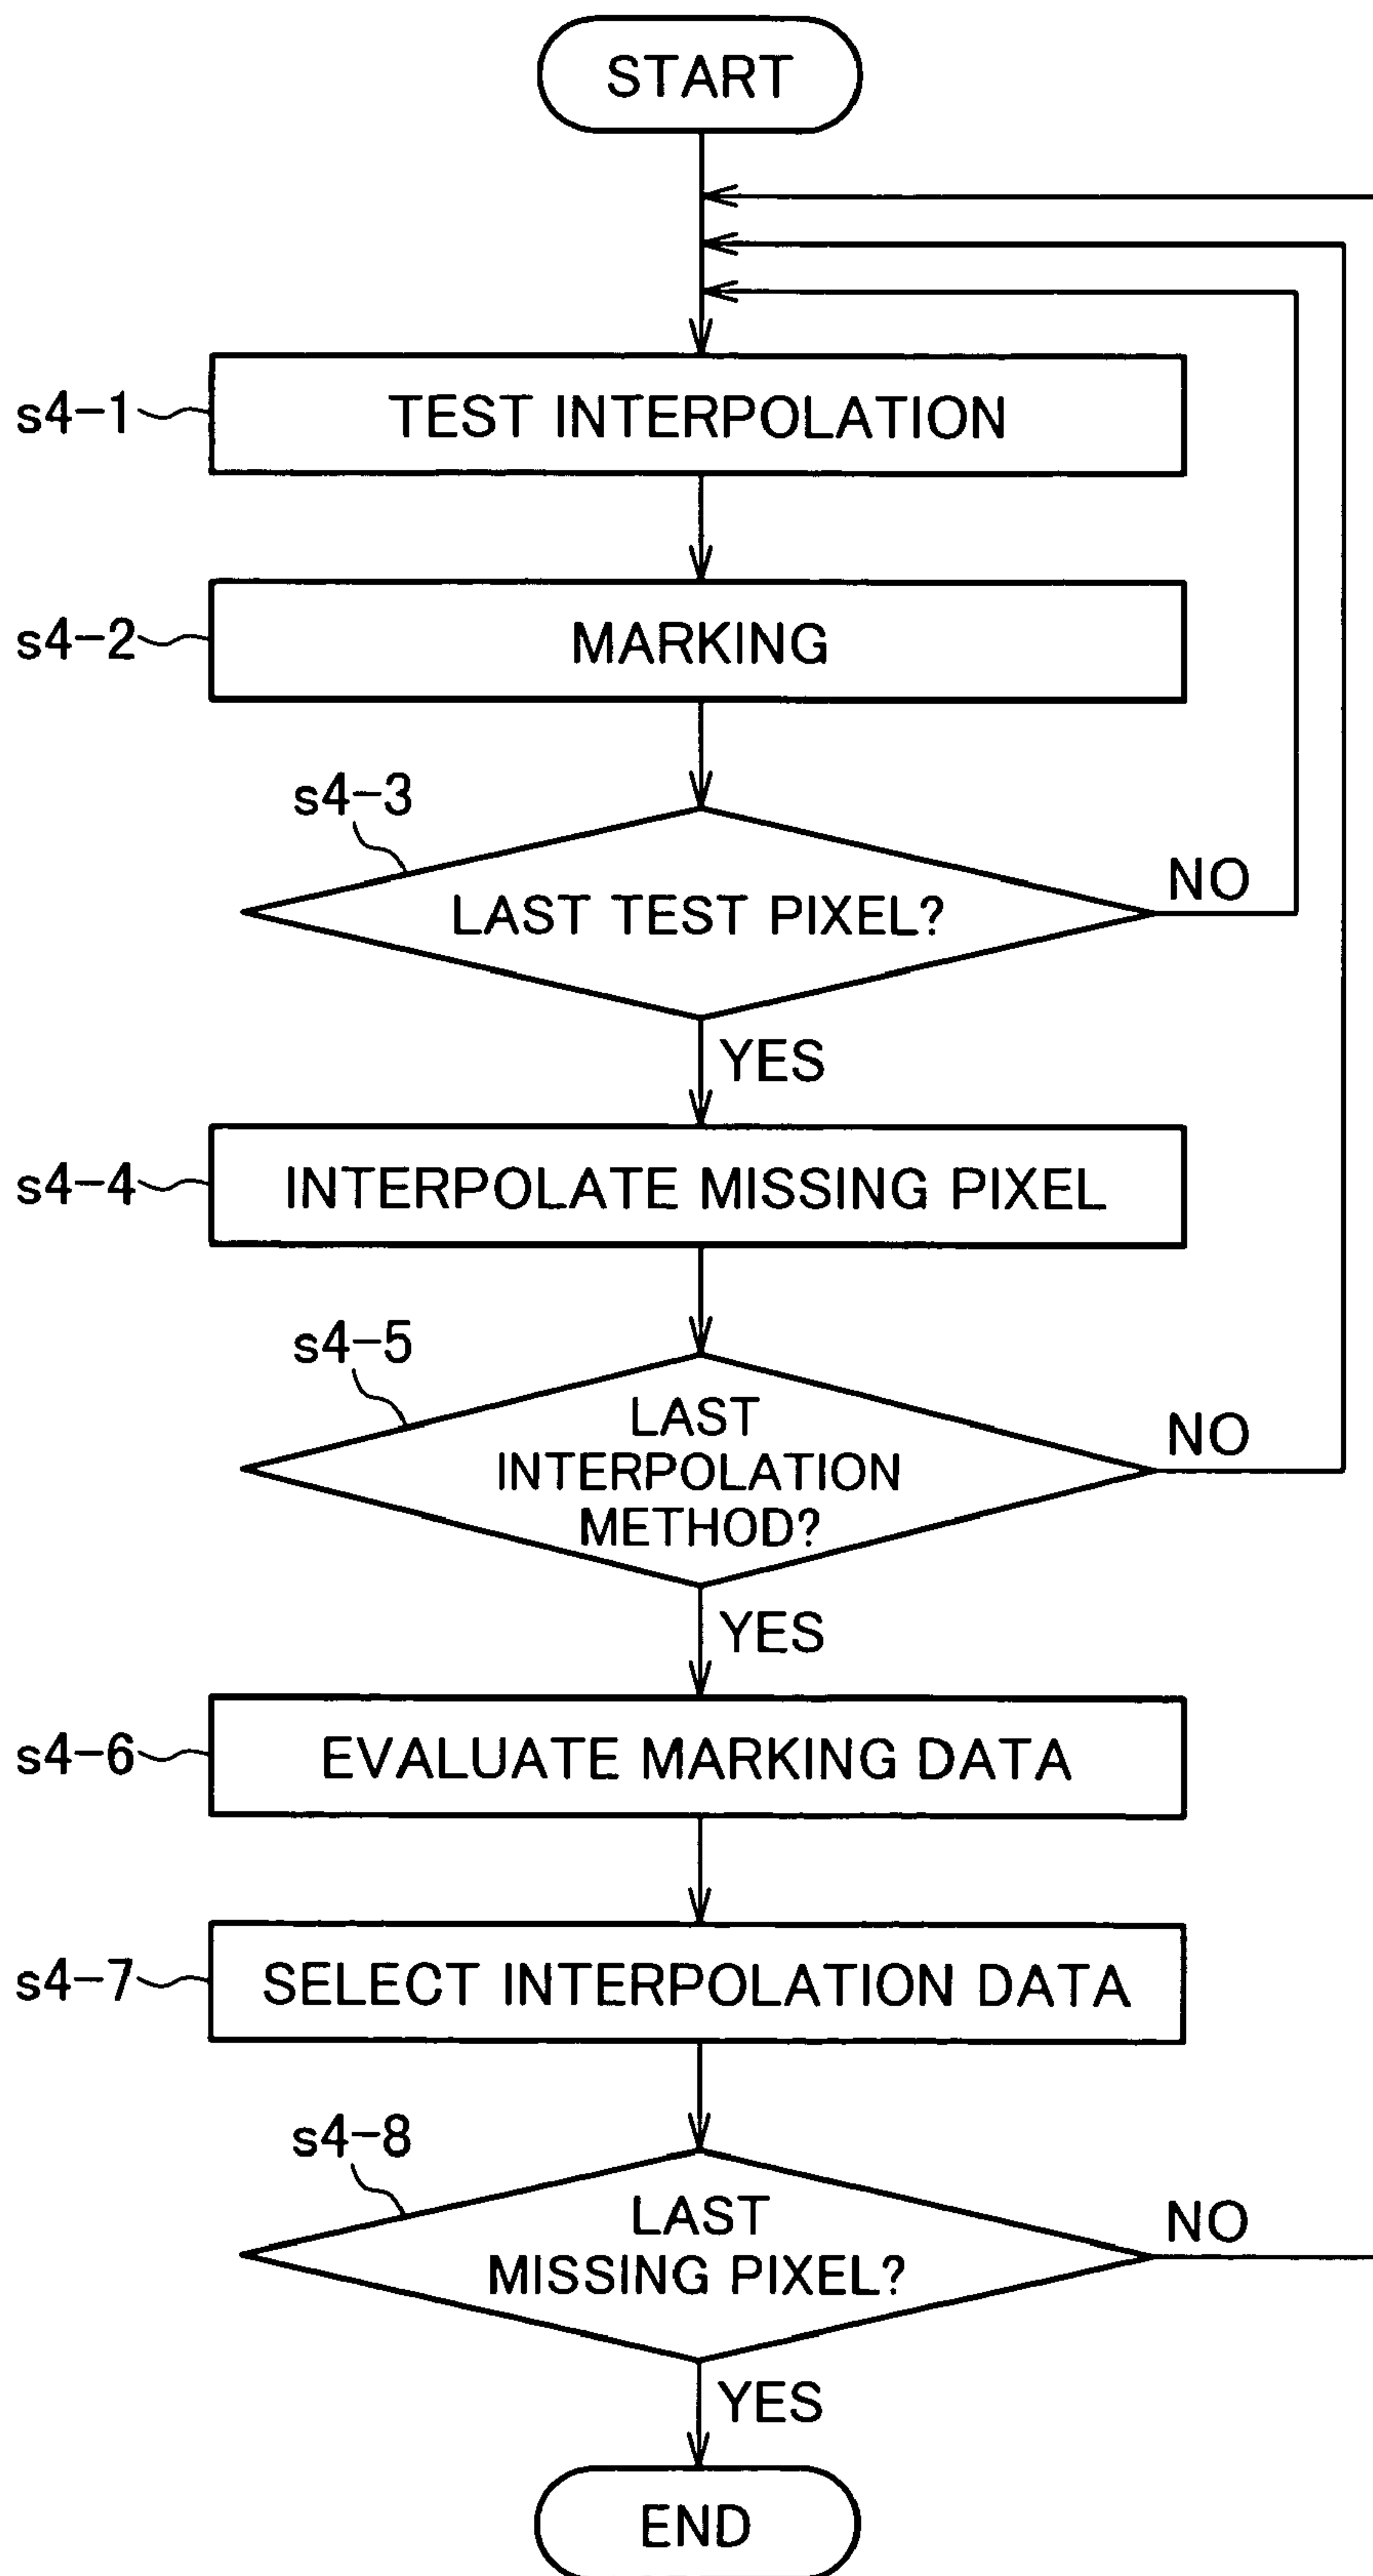 START
s4-1
TEST INTERPOLATION
s4-2
MARKING
s4-3
LAST TEST PIXEL?
NO
YES
s4-4
INTERPOLATE MISSING PIXEL
s4-5
LAST
INTERPOLATION
METHOD?
NO
YES
s4-6
EVALUATE MARKING DATA
s4-7
SELECT INTERPOLATION DATA
s4-8
LAST
MISSING PIXEL?
NO
YES
END